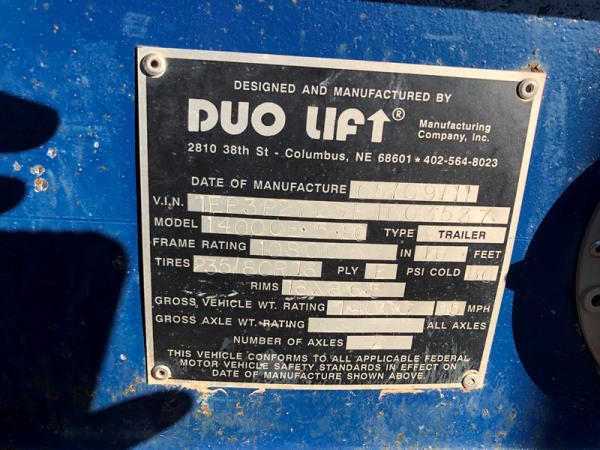 DESIGNED AND MANUFACTURED BY
DUO LIFT® Manufacturing Company, Inc.
2810 38th St - Columbus, NE 68601 * 402-564-8023
DATE OF MANUFACTURE
V.I.N.
MODEL TYPE TRAILER
FRAME RATING IN FEET
TIRES 235/80R16 PLY PSI COLD 80
RIMS
GROSS VEHICLE WT. RATING MPH
GROSS AXLE WT. RATING ALL AXLES
NUMBER OF AXLES
THIS VEHICLE CONFORMS TO ALL APPLICABLE FEDERAL
MOTOR VEHICLE SAFETY STANDARDS IN EFFECT ON
DATE OF MANUFACTURE SHOWN ABOVE.